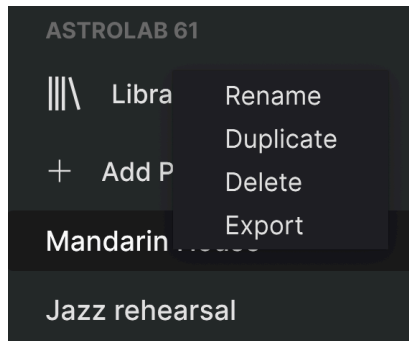 ASTROLAB 61
Libra
Rename
Duplicate
Add P
Delete
Export
Mandarin
Jazz rehearsal